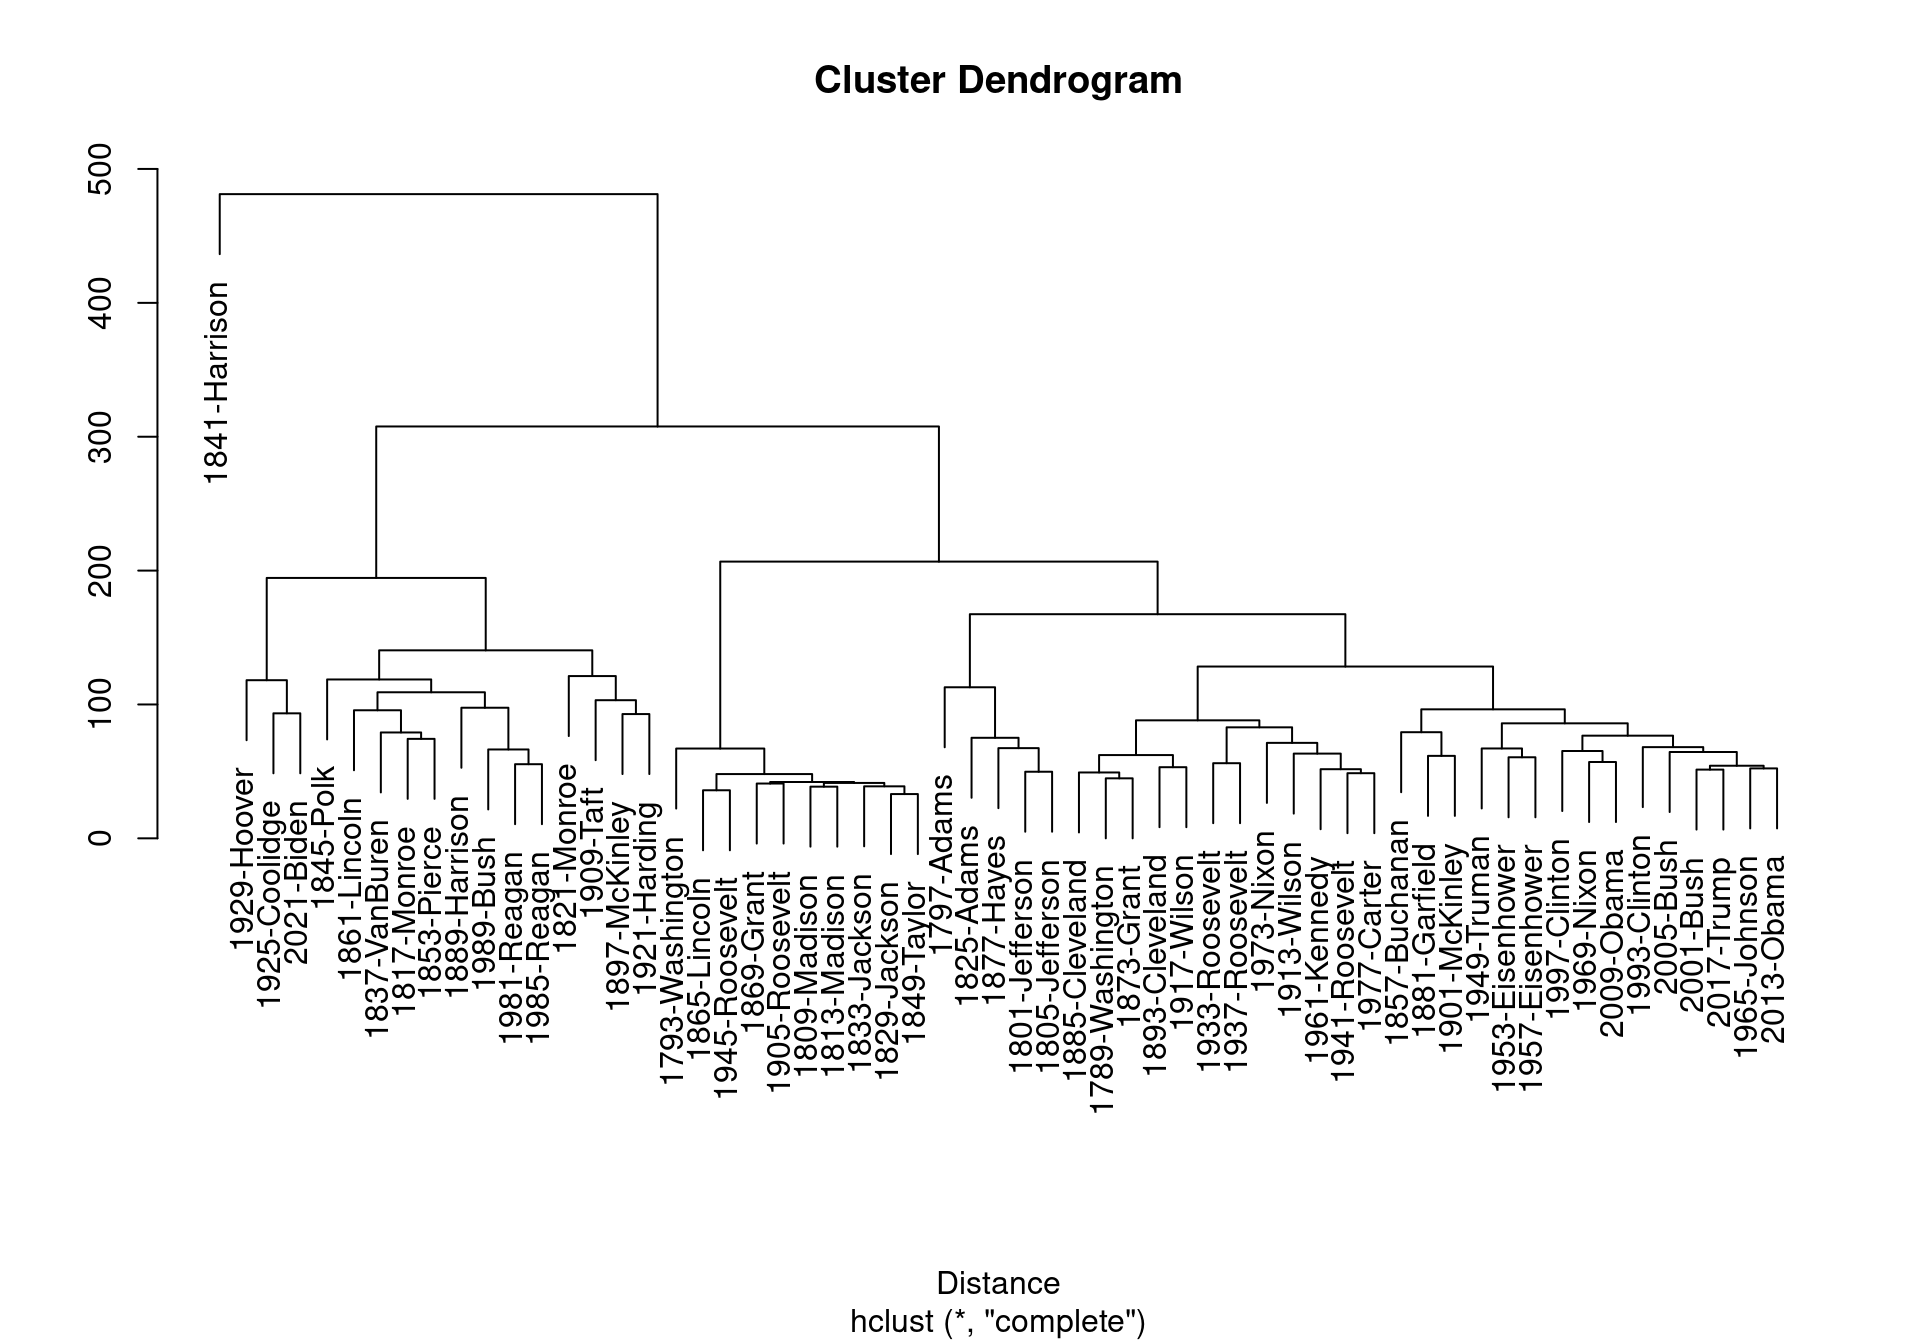 Cluster Dendrogram
500
400
300
200
100
0
1841-Harrison
1929-Hoover
1925-Coolidge
2021-Biden
1845-Polk
1861-Lincoln
1837-VanBuren
1817-Monroe
1853-Pierce
1889-Harrison
1989-Bush
1981-Reagan
1985-Reagan
1821-Monroe
1909-Taft
1897-McKinley
1921-Harding
1793-Washington
1865-Lincoln
1945-Roosevelt
1869-Grant
1905-Roosevelt
1809-Madison
1813-Madison
1833-Jackson
1829-Jackson
1849-Taylor
1797-Adams
1825-Adams
1877-Hayes
1801-Jefferson
1805-Jefferson
1885-Cleveland
1789-Washington
1873-Grant
1893-Cleveland
1917-Wilson
1933-Roosevelt
1937-Roosevelt
1973-Nixon
1913-Wilson
1961-Kennedy
1941-Roosevelt
1977-Carter
1857-Buchanan
1881-Garfield
1901-McKinley
1949-Truman
1953-Eisenhower
1957-Eisenhower
1997-Clinton
1969-Nixon
2009-Obama
1993-Clinton
2005-Bush
2001-Bush
2017-Trump
1965-Johnson
2013-Obama
Distance
hclust (*, "complete")